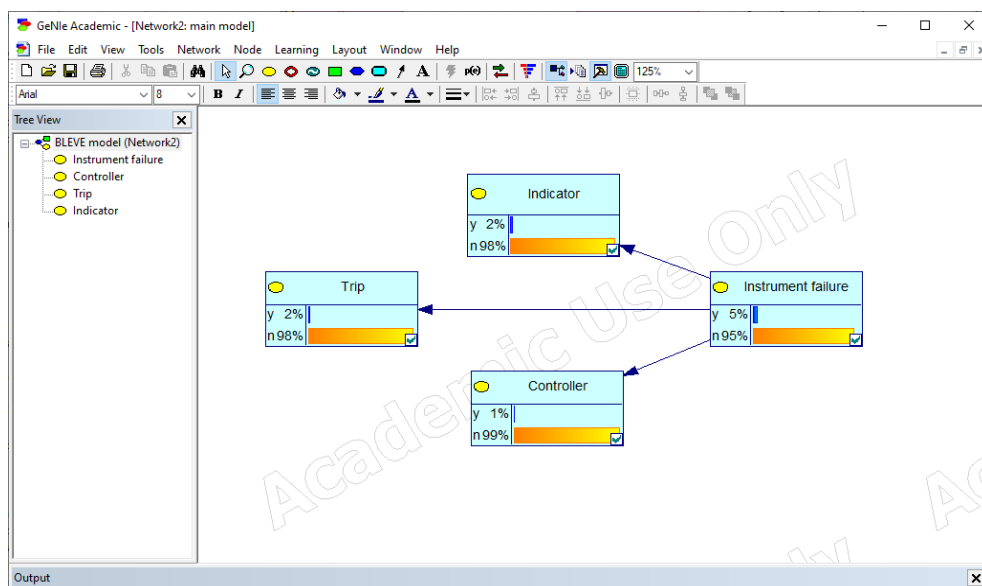 GeNIe Academic - [Network2: main model]
File Edit View Tools Network Node Learning Layout Window Help
A p(θ) 125%
Arial 8 B I A
Tree View
BLEVE model (Network2)
Instrument failure
Controller
Trip
Indicator
Indicator
y 2%
n 98%
Trip
y 2%
n 98%
Instrument failure
y 5%
n 95%
Controller
y 1%
n 99%
Academic Use Only
Ac
only
Output